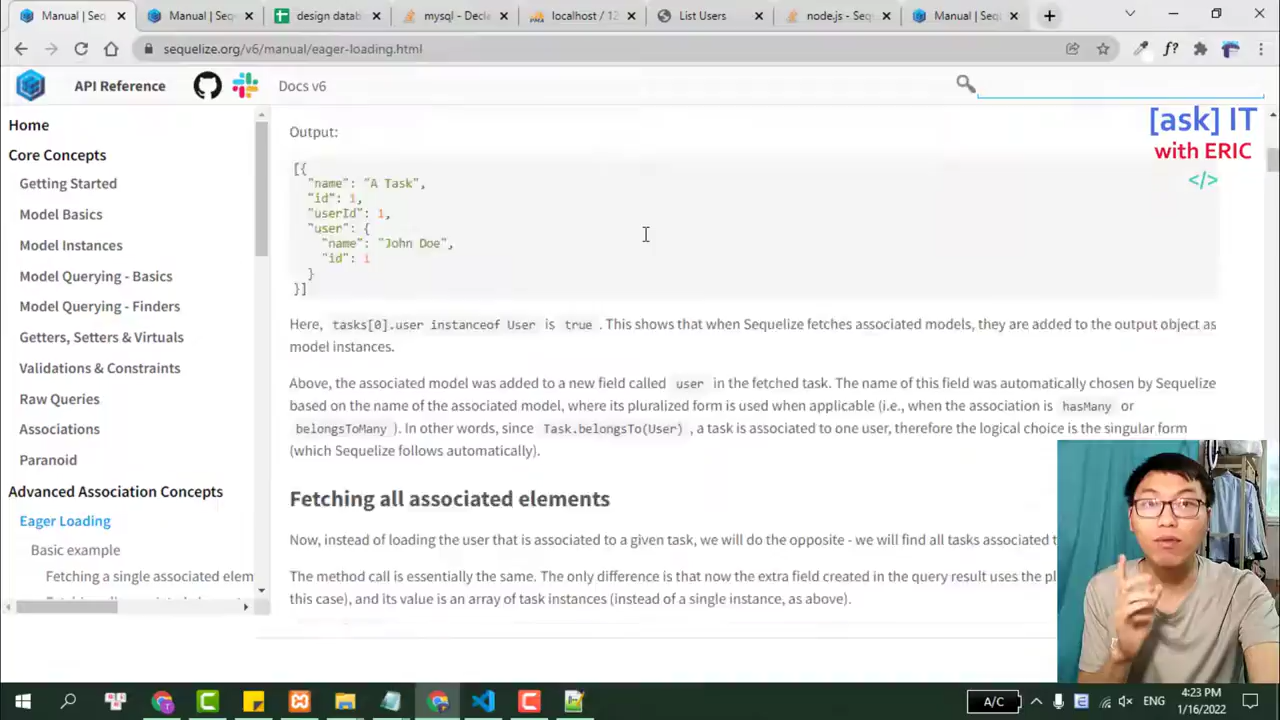 Manual | Seq
Manual | Seq
design datab
mysql - Decla
localhost / 12
List Users
node.js - Seq
Manual | Seq
sequelize.org/v6/manual/eager-loading.html
API Reference
Docs v6
[ask] IT
with ERIC
</>
Home
Core Concepts
Getting Started
Model Basics
Model Instances
Model Querying - Basics
Model Querying - Finders
Getters, Setters & Virtuals
Validations & Constraints
Raw Queries
Associations
Paranoid
Advanced Association Concepts
Eager Loading
Basic example
Fetching a single associated elem
Output:
[{
"name": "A Task",
"id": 1,
"userId": 1,
"user": {
"name": "John Doe",
"id": 1
}
}]
Here, tasks[0].user instanceof User is true . This shows that when Sequelize fetches associated models, they are added to the output object as
model instances.
Above, the associated model was added to a new field called user in the fetched task. The name of this field was automatically chosen by Sequelize
based on the name of the associated model, where its pluralized form is used when applicable (i.e., when the association is hasMany or
belongsToMany ). In other words, since Task.belongsTo(User) , a task is associated to one user, therefore the logical choice is the singular form
(which Sequelize follows automatically).
Fetching all associated elements
Now, instead of loading the user that is associated to a given task, we will do the opposite - we will find all tasks associated t
The method call is essentially the same. The only difference is that now the extra field created in the query result uses the pl
this case), and its value is an array of task instances (instead of a single instance, as above).
A/C
ENG
4:23 PM
1/16/2022